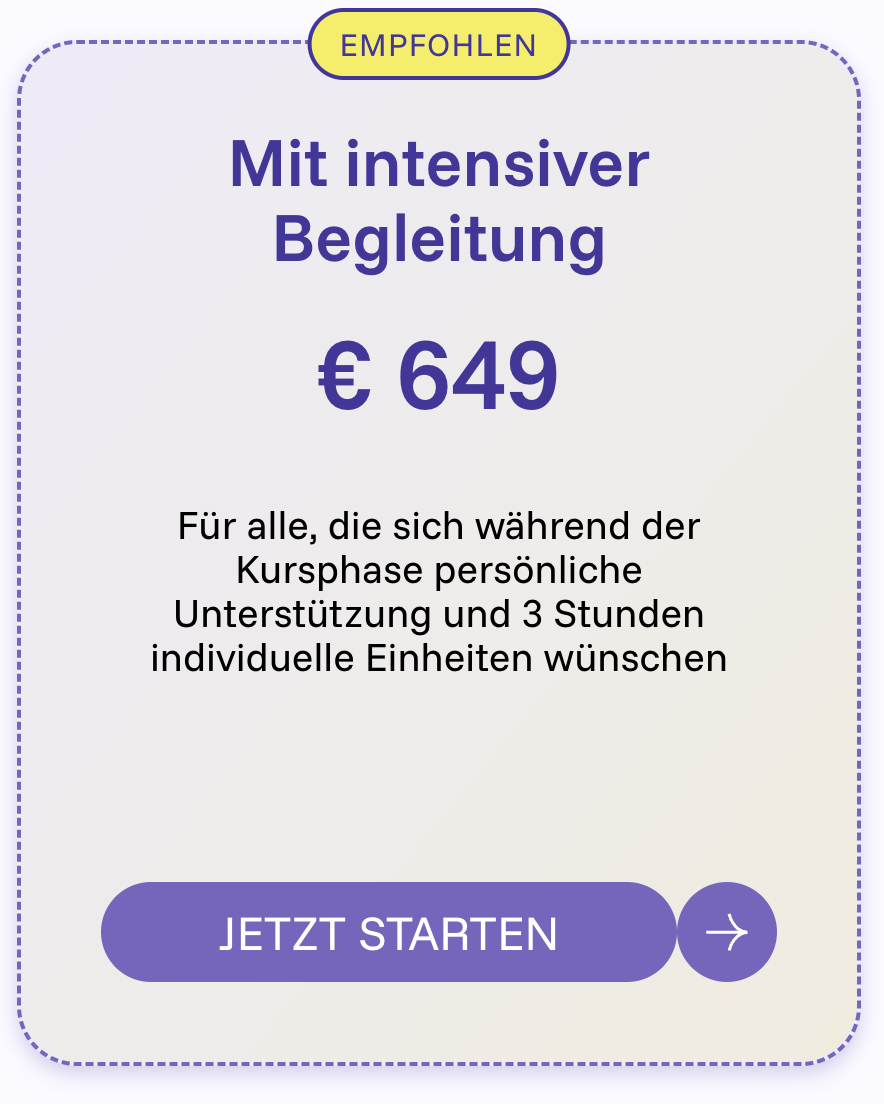 EMPFOHLEN
Mit intensiver
Begleitung
€ 649
Für alle, die sich während der
Kursphase persönliche
Unterstützung und 3 Stunden
individuelle Einheiten wünschen
JETZT STARTEN